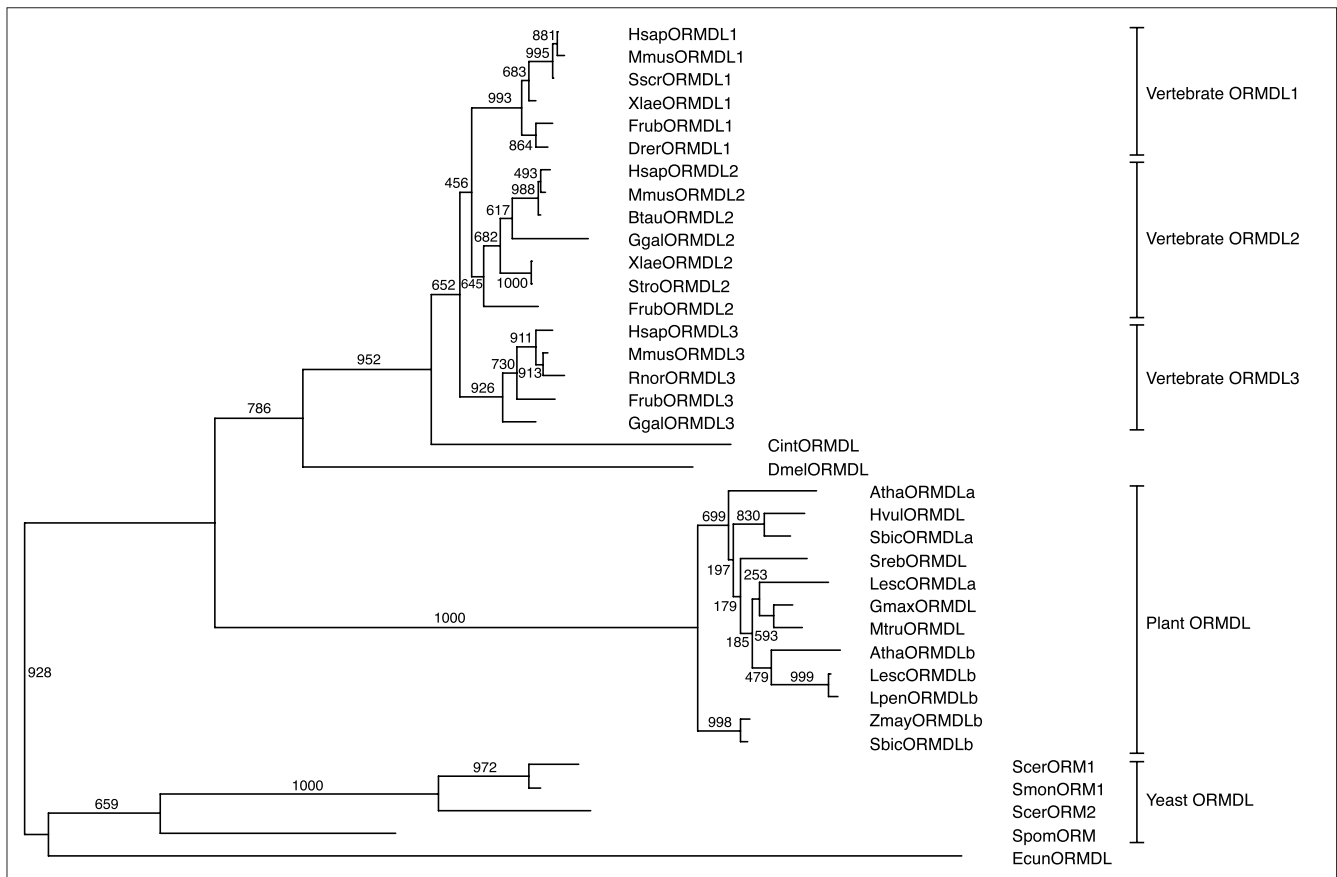 881
HsapORMDL1
995
MmusORMDL1
683
SscrORMDL1
993
XlaeORMDL1
Vertebrate ORMDL1
FrubORMDL1
864
DrerORMDL1
493
HsapORMDL2
456
988
MmusORMDL2
617
BtauORMDL2
682
GgalORMDL2
Vertebrate ORMDL2
XlaeORMDL2
652
645
1000
StroORMDL2
FrubORMDL2
911
HsapORMDL3
952
730
913
MmusORMDL3
926
RnorORMDL3
Vertebrate ORMDL3
FrubORMDL3
786
GgalORMDL3
CintORMDL
DmelORMDL
AthaORMDLa
699
830
HvulORMDL
SbicORMDLa
197
253
SrebORMDL
LescORMDLa
179
GmaxORMDL
1000
185
593
MtruORMDL
Plant ORMDL
AthaORMDLb
928
479
999
LescORMDLb
LpenORMDLb
998
ZmayORMDLb
SbicORMDLb
972
ScerORM1
1000
SmonORM1
659
ScerORM2
Yeast ORMDL
SpomORM
EcunORMDL